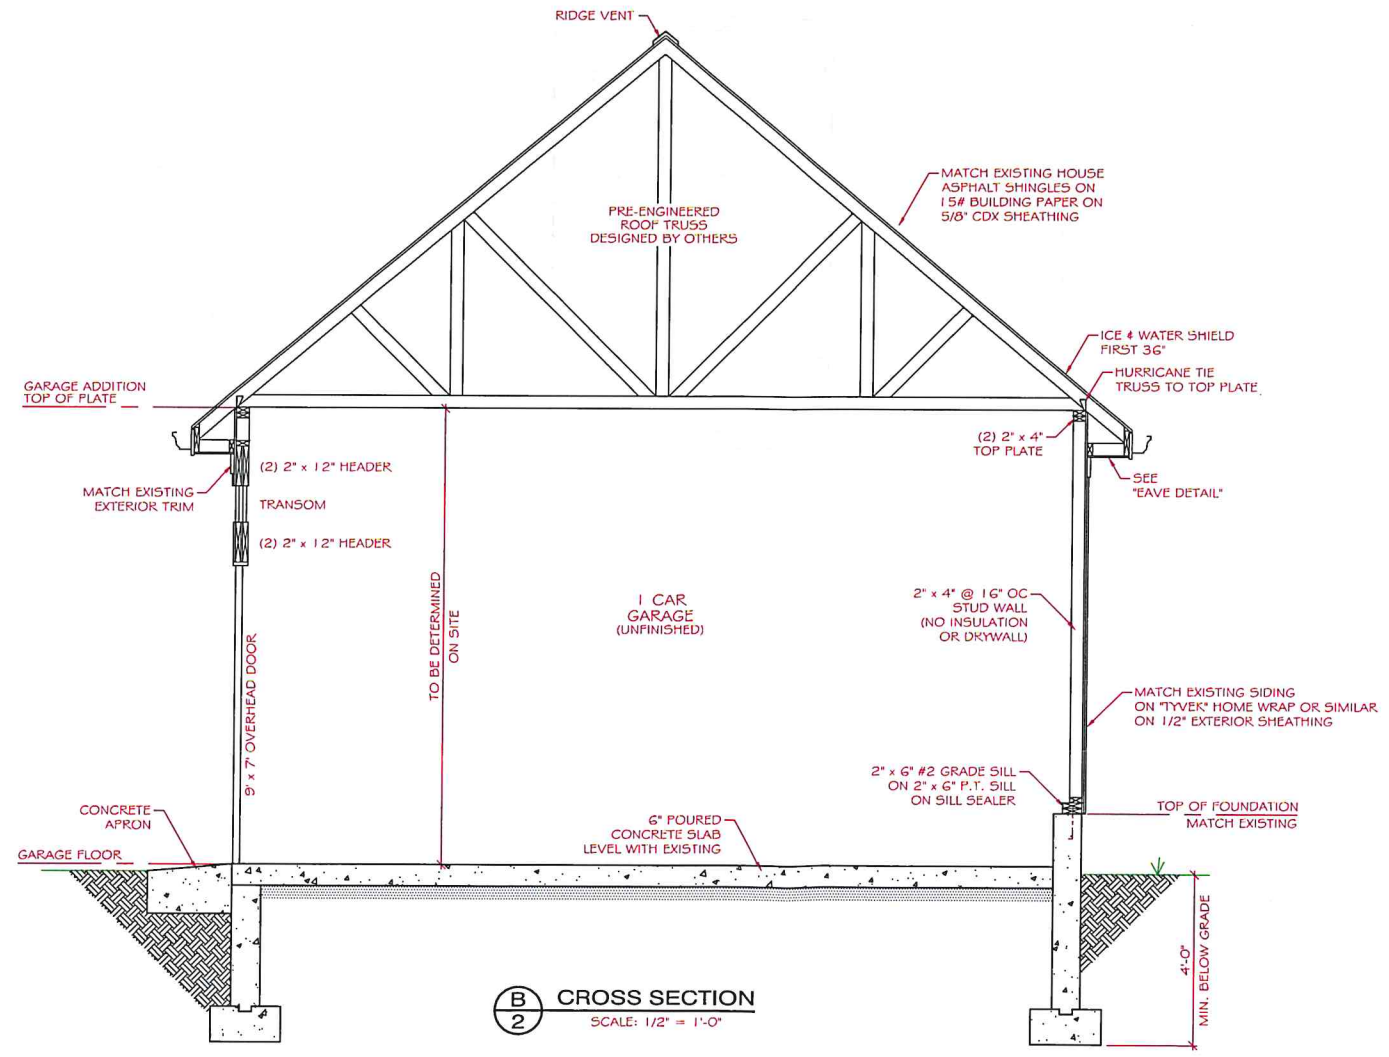 RIDGE VENT
MATCH EXISTING HOUSE
ASPHALT SHINGLES ON
15# BUILDING PAPER ON
5/8" CDX SHEATHING
PRE-ENGINEERED
ROOF TRUSS
DESIGNED BY OTHERS
ICE & WATER SHIELD
FIRST 36"
HURRICANE TIE
TRUSS TO TOP PLATE
GARAGE ADDITION
TOP OF PLATE
(2) 2" x 4"
TOP PLATE
(2) 2" x 12" HEADER
SEE
"EAVE DETAIL"
MATCH EXISTING
EXTERIOR TRIM
TRANSOM
(2) 2" x 12" HEADER
TO BE DETERMINED
ON SITE
1 CAR
GARAGE
(UNFINISHED)
2" x 4" @ 16" OC
STUD WALL
(NO INSULATION
OR DRYWALL)
9' x 7' OVERHEAD DOOR
MATCH EXISTING SIDING
ON "TYVEK" HOME WRAP OR SIMILAR
ON 1/2" EXTERIOR SHEATHING
2" x 6" #2 GRADE SILL
ON 2" x 6" P.T. SILL
ON SILL SEALER
CONCRETE
APRON
6" POURED
CONCRETE SLAB
LEVEL WITH EXISTING
TOP OF FOUNDATION
MATCH EXISTING
GARAGE FLOOR
4'-0"
MIN. BELOW GRADE
B
2
CROSS SECTION
SCALE: 1/2" = 1'-0"